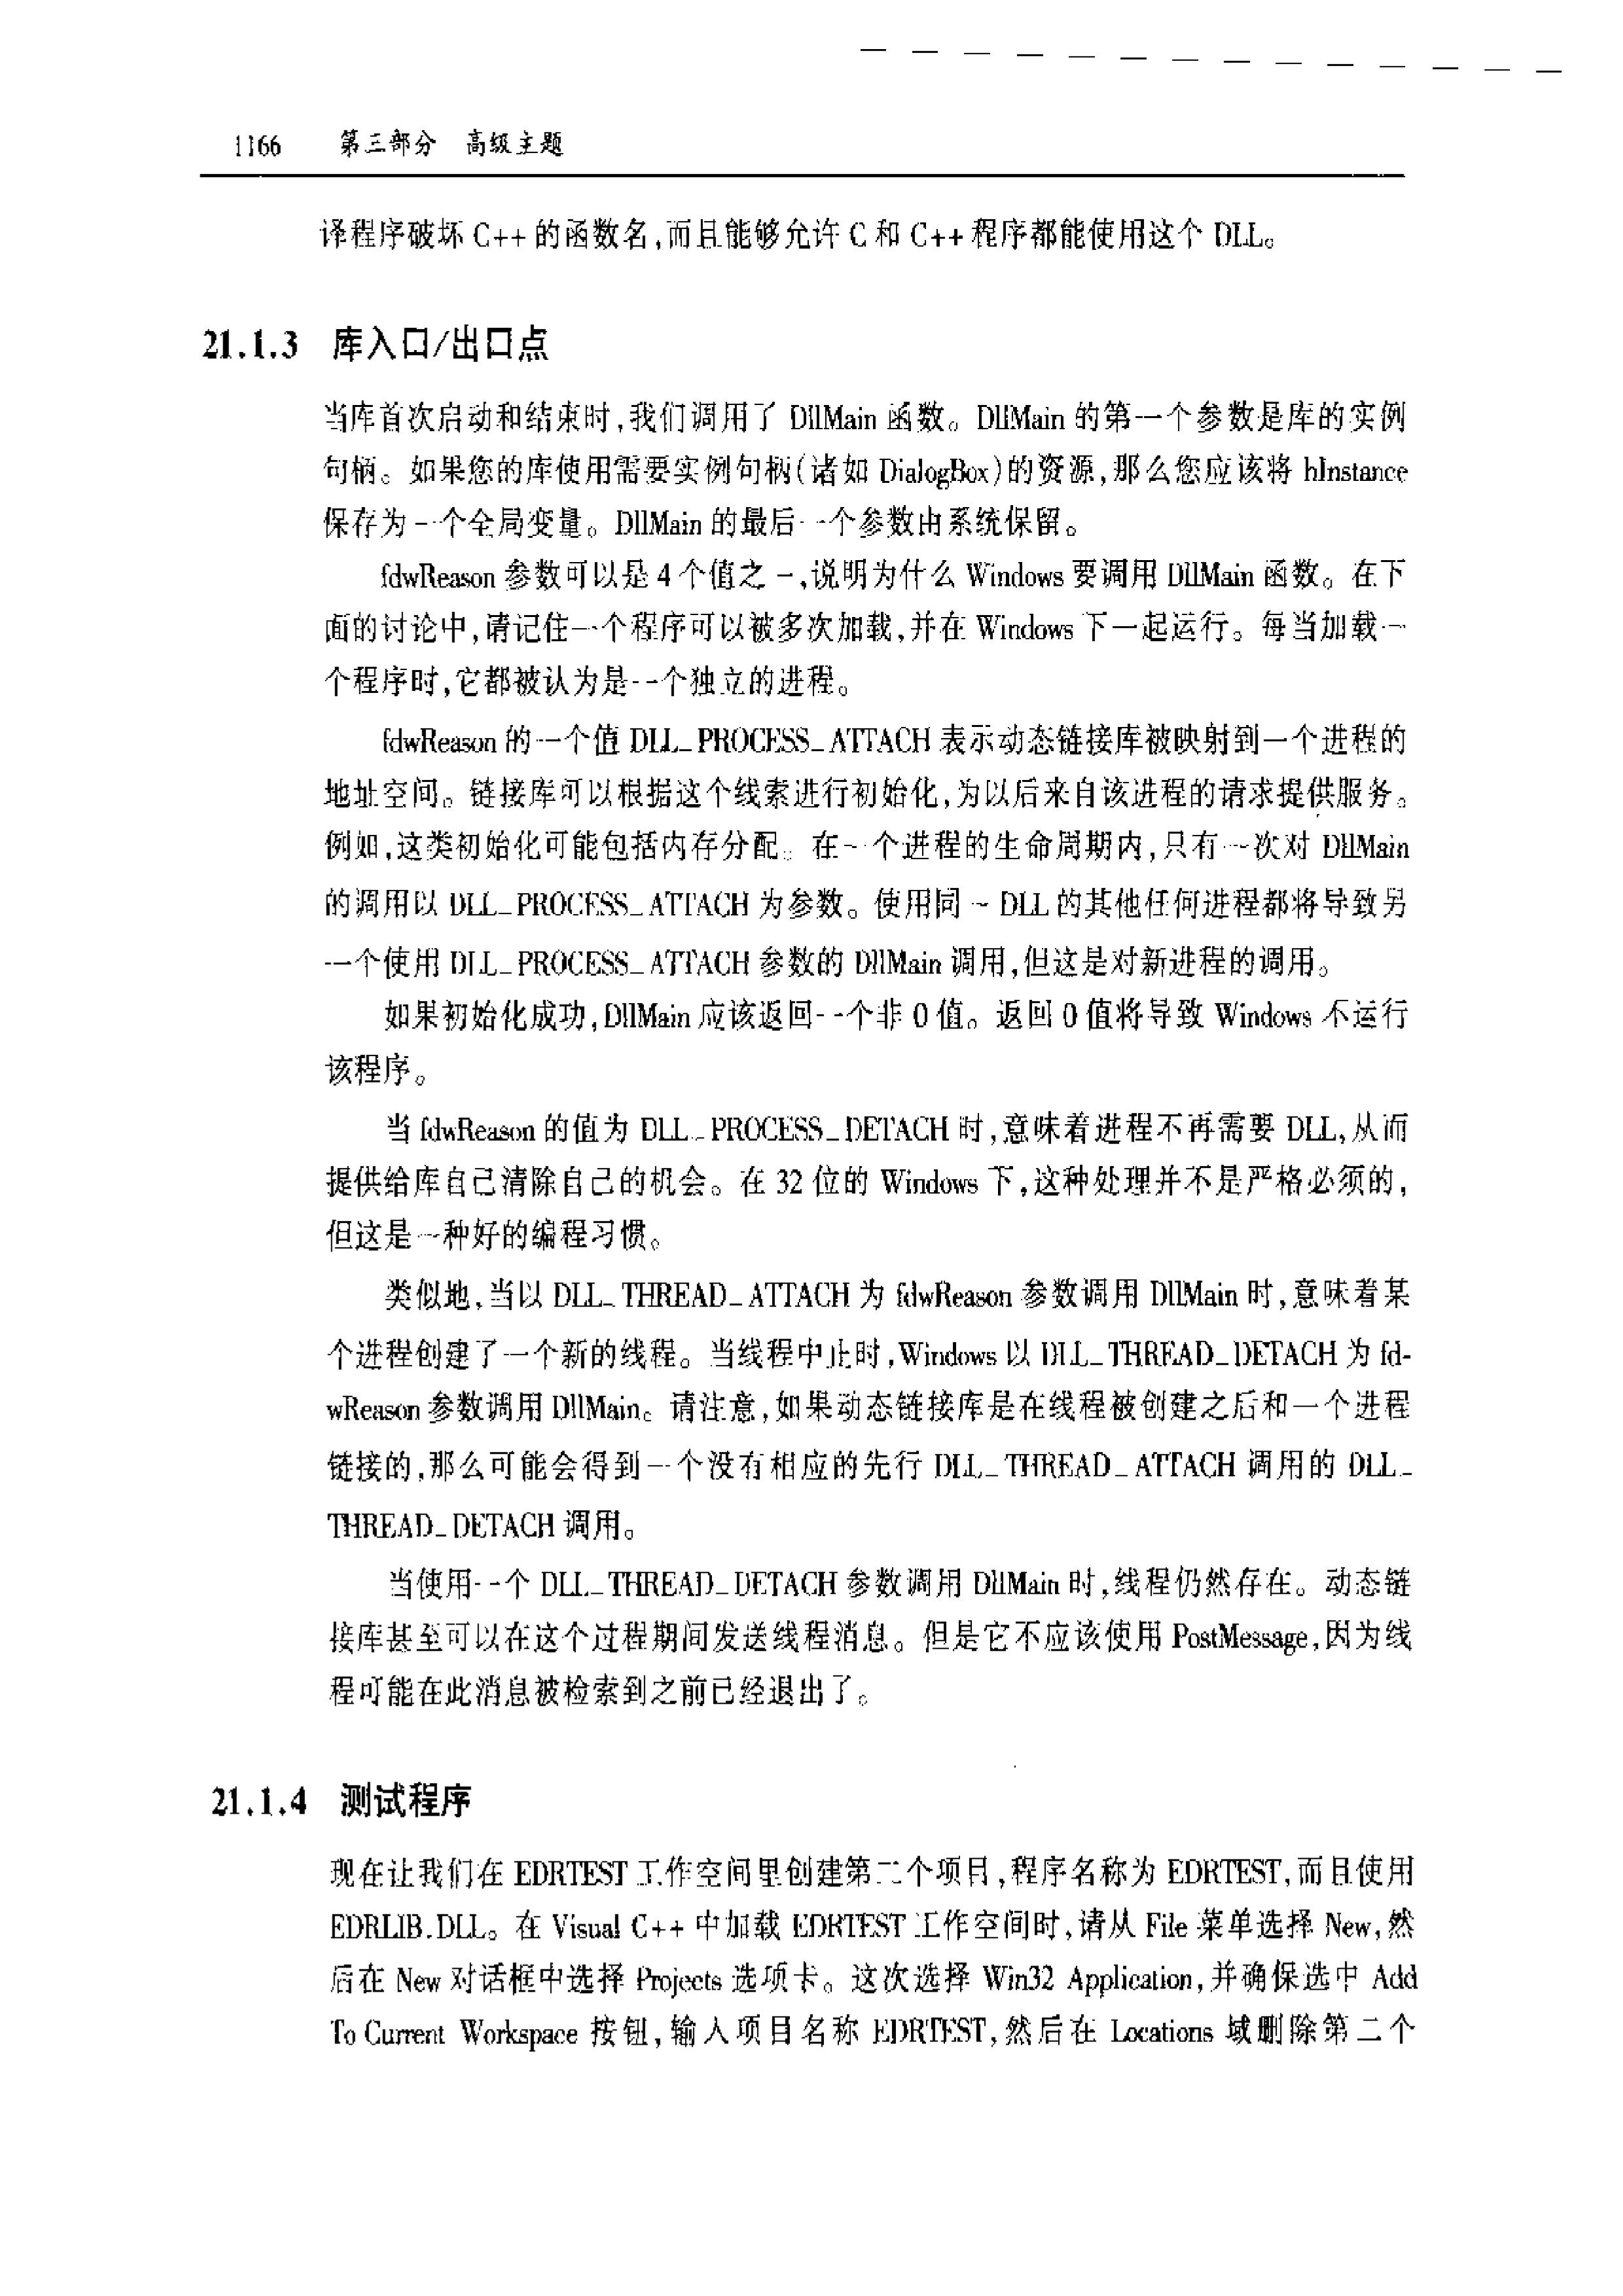 1166 第三部分 高级主题
译程序破坏 C++ 的函数名,而且能够允许 C 和 C++ 程序都能使用这个 DLL。
21.1.3 库入口/出口点
当库首次启动和结束时,我们调用了 DllMain 函数。DllMain 的第一个参数是库的实例
句柄。如果您的库使用需要实例句柄(诸如 DialogBox)的资源,那么您应该将 hInstance
保存为一个全局变量。DllMain 的最后一个参数由系统保留。
fdwReason 参数可以是 4 个值之一,说明为什么 Windows 要调用 DllMain 函数。在下
面的讨论中,请记住一个程序可以被多次加载,并在 Windows 下一起运行。每当加载一
个程序时,它都被认为是一个独立的进程。
fdwReason 的一个值 DLL_PROCESS_ATTACH 表示动态链接库被映射到一个进程的
地址空间。链接库可以根据这个线索进行初始化,为以后来自该进程的请求提供服务。
例如,这类初始化可能包括内存分配。在一个进程的生命周期内,只有一次对 DllMain
的调用以 DLL_PROCESS_ATTACH 为参数。使用同一 DLL 的其他任何进程都将导致另
一个使用 DLL_PROCESS_ATTACH 参数的 DllMain 调用,但这是对新进程的调用。
如果初始化成功,DllMain 应该返回一个非 0 值。返回 0 值将导致 Windows 不运行
该程序。
当 fdwReason 的值为 DLL_PROCESS_DETACH 时,意味着进程不再需要 DLL,从而
提供给库自己清除自己的机会。在 32 位的 Windows 下,这种处理并不是严格必须的,
但这是一种好的编程习惯。
类似地,当以 DLL_THREAD_ATTACH 为 fdwReason 参数调用 DllMain 时,意味着某
个进程创建了一个新的线程。当线程中止时,Windows 以 DLL_THREAD_DETACH 为 fd-
wReason 参数调用 DllMain。请注意,如果动态链接库是在线程被创建之后和一个进程
链接的,那么可能会得到一个没有相应的先行 DLL_THREAD_ATTACH 调用的 DLL_
THREAD_DETACH 调用。
当使用一个 DLL_THREAD_DETACH 参数调用 DllMain 时,线程仍然存在。动态链
接库甚至可以在这个过程期间发送线程消息。但是它不应该使用 PostMessage,因为线
程可能在此消息被检索到之前已经退出了。
21.1.4 测试程序
现在让我们在 EDRTEST 工作空间里创建第二个项目,程序名称为 EDRTEST,而且使用
EDRLIB.DLL。在 Visual C++ 中加载 EDRTEST 工作空间时,请从 File 菜单选择 New,然
后在 New 对话框中选择 Projects 选项卡。这次选择 Win32 Application,并确保选中 Add
To Current Workspace 按钮,输入项目名称 EDRTEST,然后在 Locations 域删除第二个